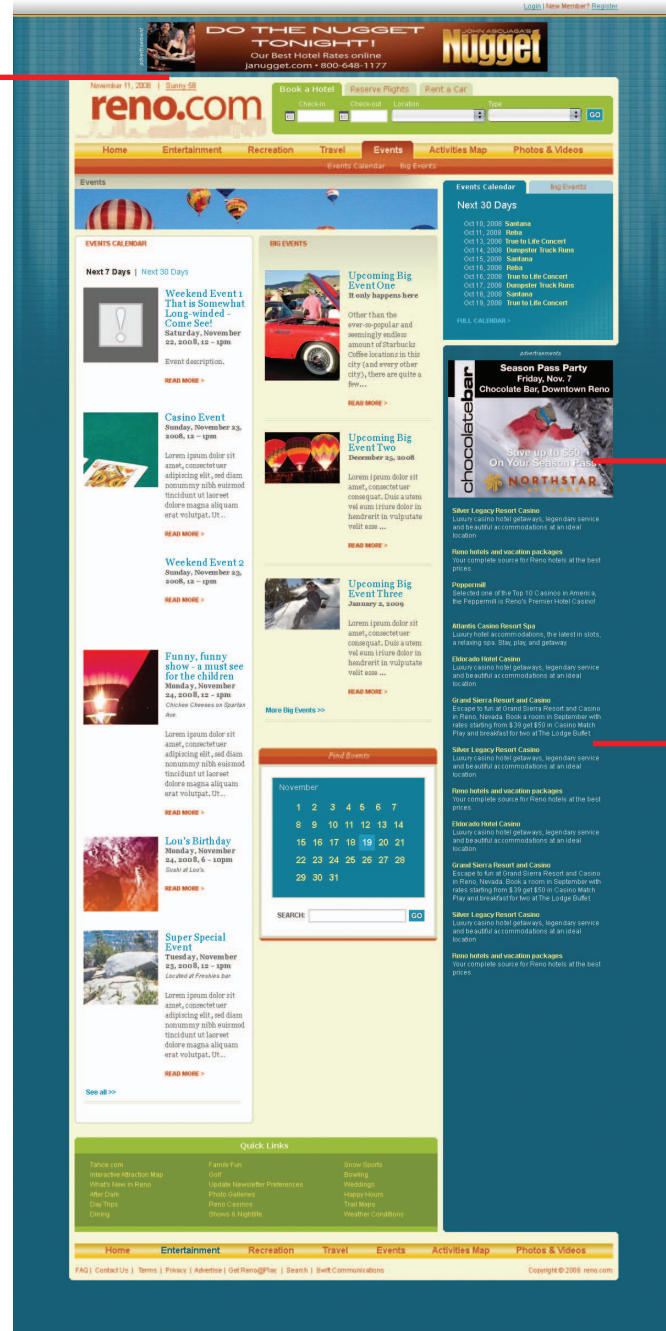 Login | New Member? Register
advertisement
DO THE NUGGET
TONIGHT!
Our Best Hotel Rates online
janugget.com • 800-648-1177
JOHN ASCUAGA'S
Nugget
November 11, 2008 | Sunny 58
reno.com
Book a Hotel Reserve Flights Rent a Car
Check-in Check-out Location Type
GO
Home Entertainment Recreation Travel Events Activities Map Photos & Videos
Events Calendar Big Events
Events
EVENTS CALENDAR
Next 7 Days | Next 30 Days
Weekend Event 1
That is Somewhat
Long-winded -
Come See!
Saturday, November
22, 2008, 12 – 1pm
Event description.
READ MORE >
Casino Event
Sunday, November 23,
2008, 12 – 1pm
Lorem ipsum dolor sit
amet, consectetuer
adipiscing elit, sed diam
nonummy nibh euismod
tincidunt ut laoreet
dolore magna aliquam
erat volutpat. Ut...
READ MORE >
Weekend Event 2
Sunday, November 23,
2008, 12 – 1pm
READ MORE >
Funny, funny
show - a must see
for the children
Monday, November
24, 2008, 12 – 1pm
Chickee Cheeses on Spartan
Ave.
Lorem ipsum dolor sit
amet, consectetuer
adipiscing elit, sed diam
nonummy nibh euismod
tincidunt ut laoreet
dolore magna aliquam
erat volutpat. Ut...
READ MORE >
Lou's Birthday
Monday, November
24, 2008, 6 – 10pm
Sushi at Lou's.
READ MORE >
Super Special
Event
Tuesday, November
25, 2008, 12 – 1pm
Located at Freshies bar
Lorem ipsum dolor sit
amet, consectetuer
adipiscing elit, sed diam
nonummy nibh euismod
tincidunt ut laoreet
dolore magna aliquam
erat volutpat. Ut...
READ MORE >
See all >>
BIG EVENTS
Upcoming Big
Event One
It only happens here
Other than the
ever-so-popular and
seemingly endless
amount of Starbucks
Coffee locations in this
city (and every other
city), there are quite a
few...
READ MORE >
Upcoming Big
Event Two
December 25, 2008
Lorem ipsum dolor sit
amet, consectetuer
consequat. Duis autem
vel eum iriure dolor in
hendrerit in vulputate
velit esse ...
READ MORE >
Upcoming Big
Event Three
January 2, 2009
Lorem ipsum dolor sit
amet, consectetuer
consequat. Duis autem
vel eum iriure dolor in
hendrerit in vulputate
velit esse ...
READ MORE >
More Big Events >>
Find Events
November
1 2 3 4 5 6 7
8 9 10 11 12 13 14
15 16 17 18 19 20 21
22 23 24 25 26 27 28
29 30 31
SEARCH: GO
Events Calendar Big Events
Next 30 Days
Oct 10, 2008 Santana
Oct 11, 2008 Reba
Oct 13, 2008 True to Life Concert
Oct 14, 2008 Dumpster Truck Runs
Oct 15, 2008 Santana
Oct 16, 2008 Reba
Oct 16, 2008 True to Life Concert
Oct 17, 2008 Dumpster Truck Runs
Oct 18, 2008 Santana
Oct 19, 2008 True to Life Concert
FULL CALENDAR >
advertisements
chocolatebar
Season Pass Party
Friday, Nov. 7
Chocolate Bar, Downtown Reno
Save up to $50
On Your Season Pass
NORTHSTAR
Silver Legacy Resort Casino
Luxury casino hotel getaways, legendary service
and beautiful accommodations at an ideal
location
Reno hotels and vacation packages
Your complete source for Reno hotels at the best
prices.
Peppermill
Selected one of the Top 10 Casinos in America,
the Peppermill is Reno's Premier Hotel Casino!
Atlantis Casino Resort Spa
Luxury hotel accommodations, the latest in slots,
a relaxing spa. Stay, play, and getaway.
Eldorado Hotel Casino
Luxury casino hotel getaways, legendary service
and beautiful accommodations at an ideal
location
Grand Sierra Resort and Casino
Escape to fun at Grand Sierra Resort and Casino
in Reno, Nevada. Book a room in September with
rates starting from $39 get $50 in Casino Match
Play and breakfast for two at The Lodge Buffet.
Silver Legacy Resort Casino
Luxury casino hotel getaways, legendary service
and beautiful accommodations at an ideal
location
Reno hotels and vacation packages
Your complete source for Reno hotels at the best
prices.
Eldorado Hotel Casino
Luxury casino hotel getaways, legendary service
and beautiful accommodations at an ideal
location
Grand Sierra Resort and Casino
Escape to fun at Grand Sierra Resort and Casino
in Reno, Nevada. Book a room in September with
rates starting from $39 get $50 in Casino Match
Play and breakfast for two at The Lodge Buffet.
Silver Legacy Resort Casino
Luxury casino hotel getaways, legendary service
and beautiful accommodations at an ideal
location
Reno hotels and vacation packages
Your complete source for Reno hotels at the best
prices.
Quick Links
Tahoe.com Family Fun Snow Sports
Interactive Attraction Map Golf Bowling
What's New in Reno Update Newsletter Preferences Weddings
After Dark Photo Galleries Happy Hours
Day Trips Reno Casinos Trail Maps
Dining Shows & Nightlife Weather Conditions
Home Entertainment Recreation Travel Events Activities Map Photos & Videos
FAQ | Contact Us | Terms | Privacy | Advertise | Get Reno@Play | Search | Swift Communications Copyright © 2008 reno.com